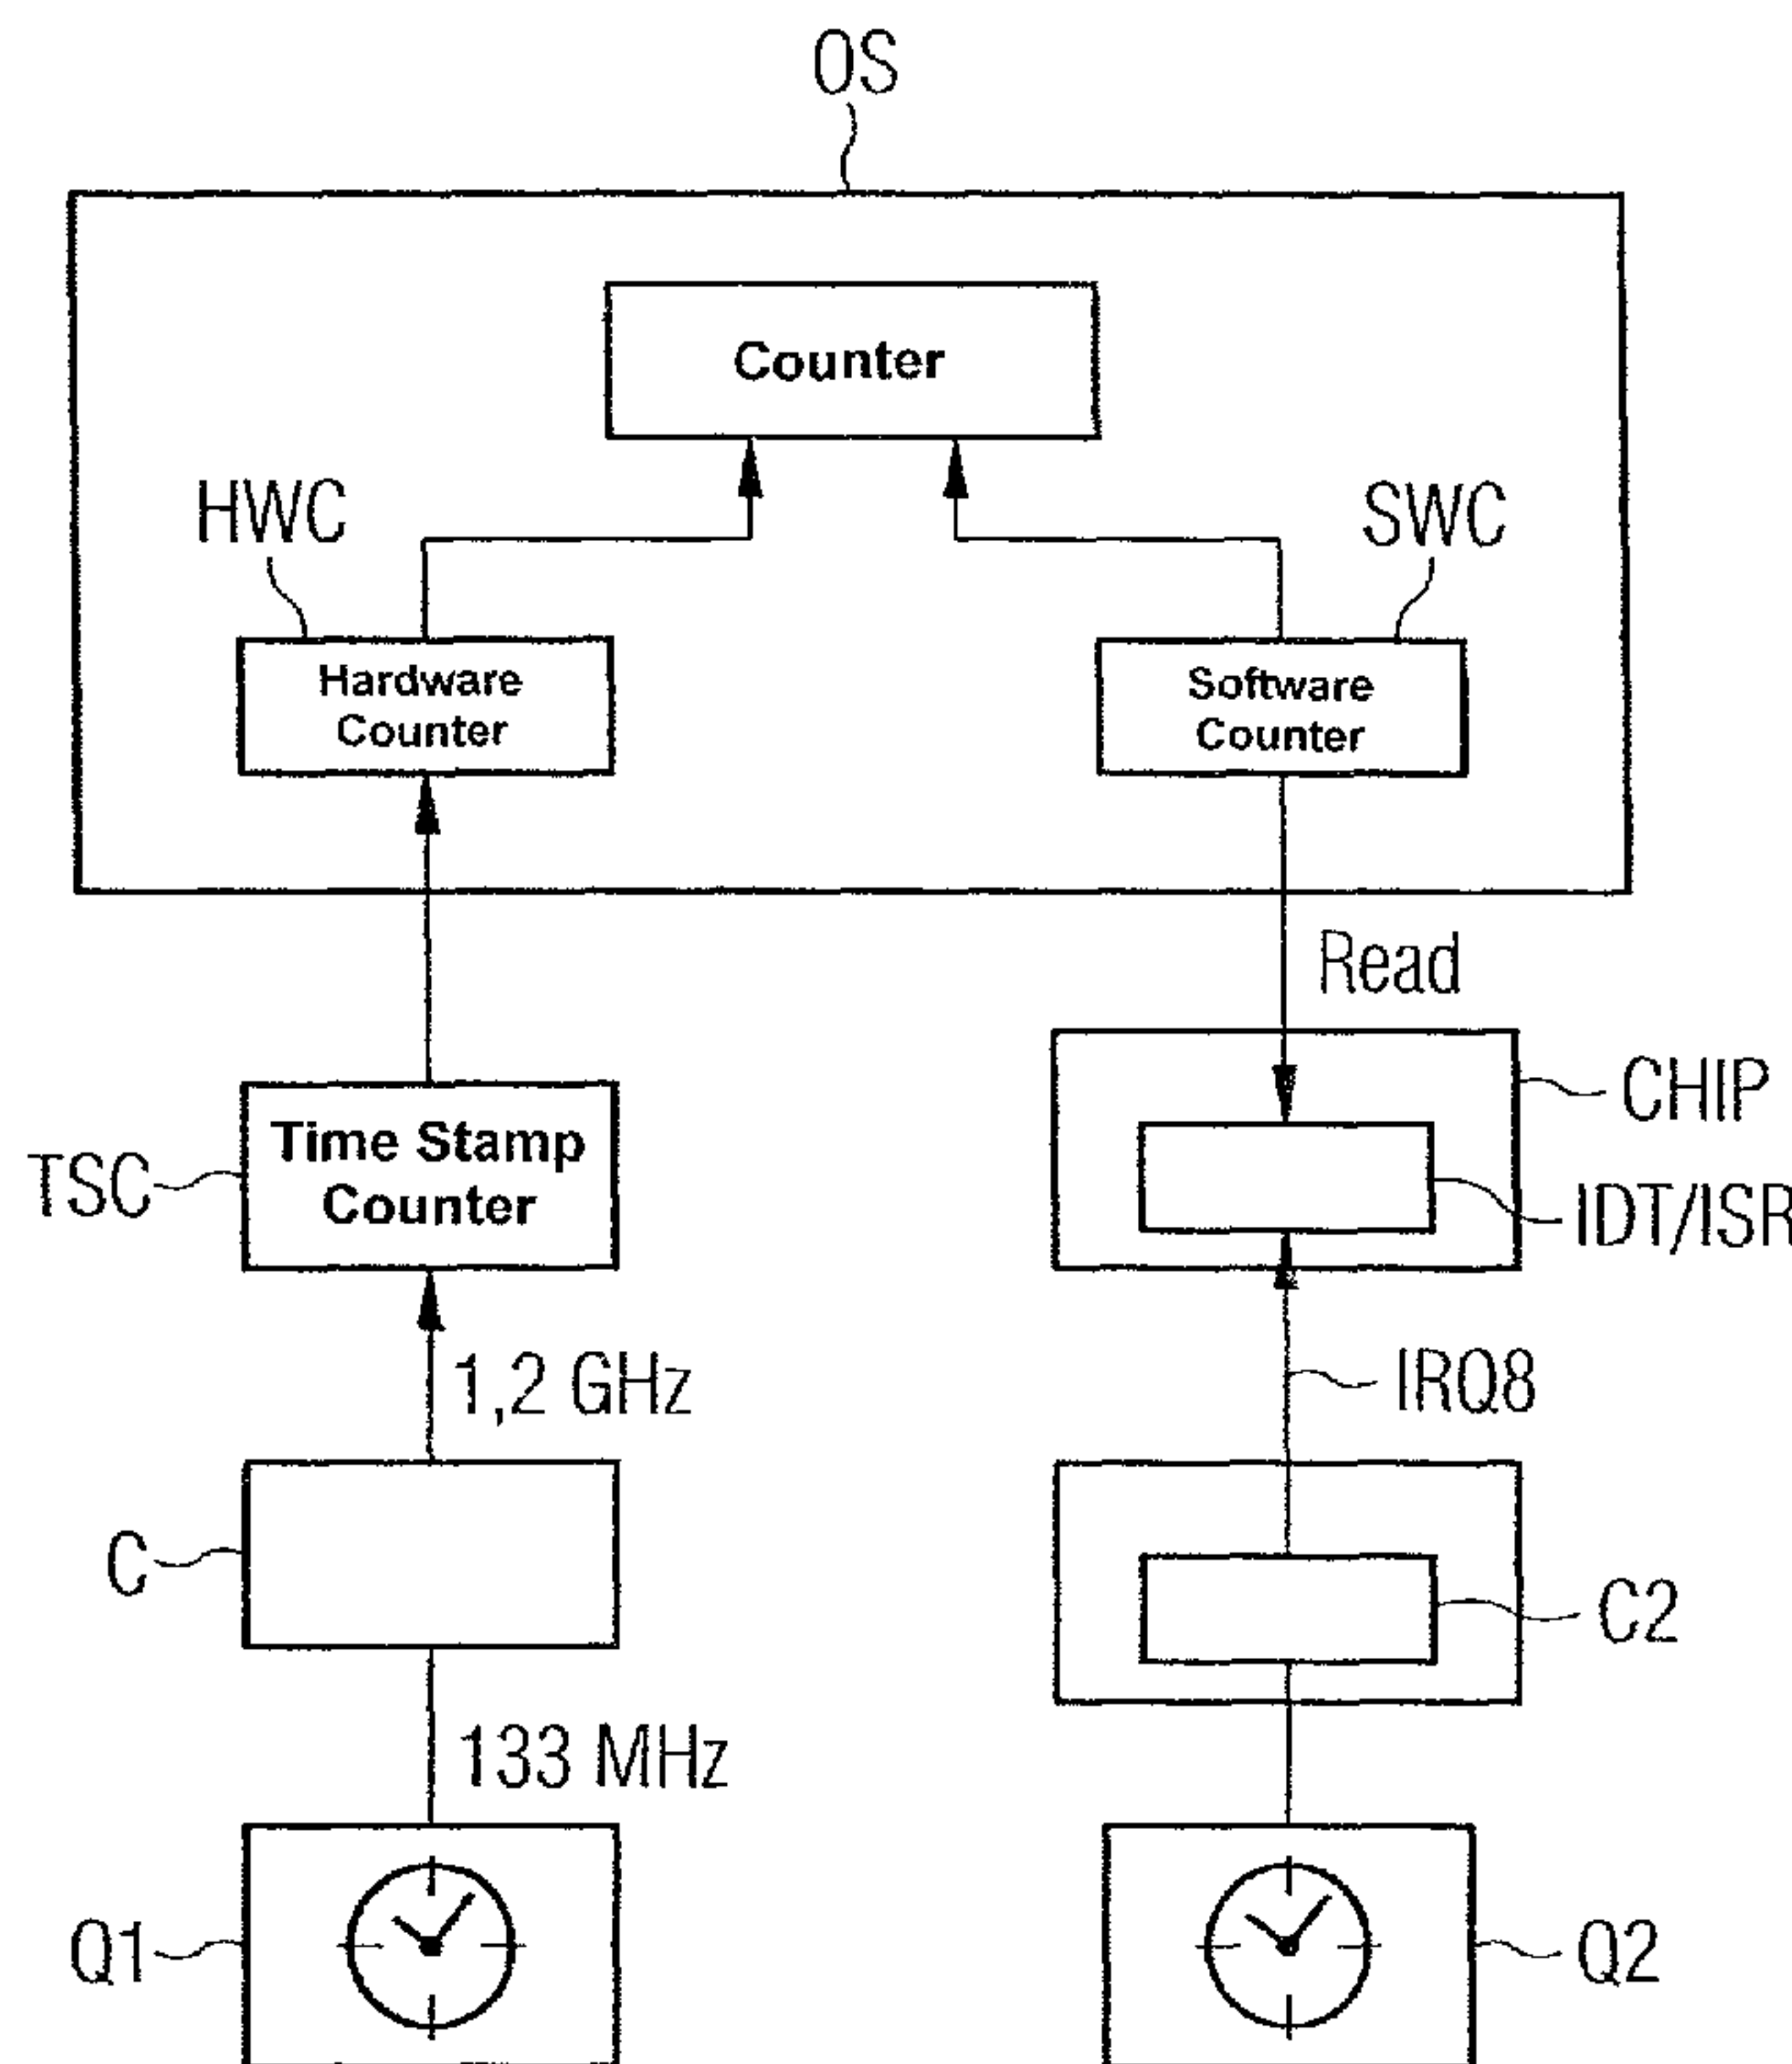 OS
Counter
HWC
SWC
Hardware
Counter
Software
Counter
Read
CHIP
Time Stamp
Counter
TSC
IDT/ISR
1,2 GHz
IRQ8
C
C2
133 MHz
Q1
Q2